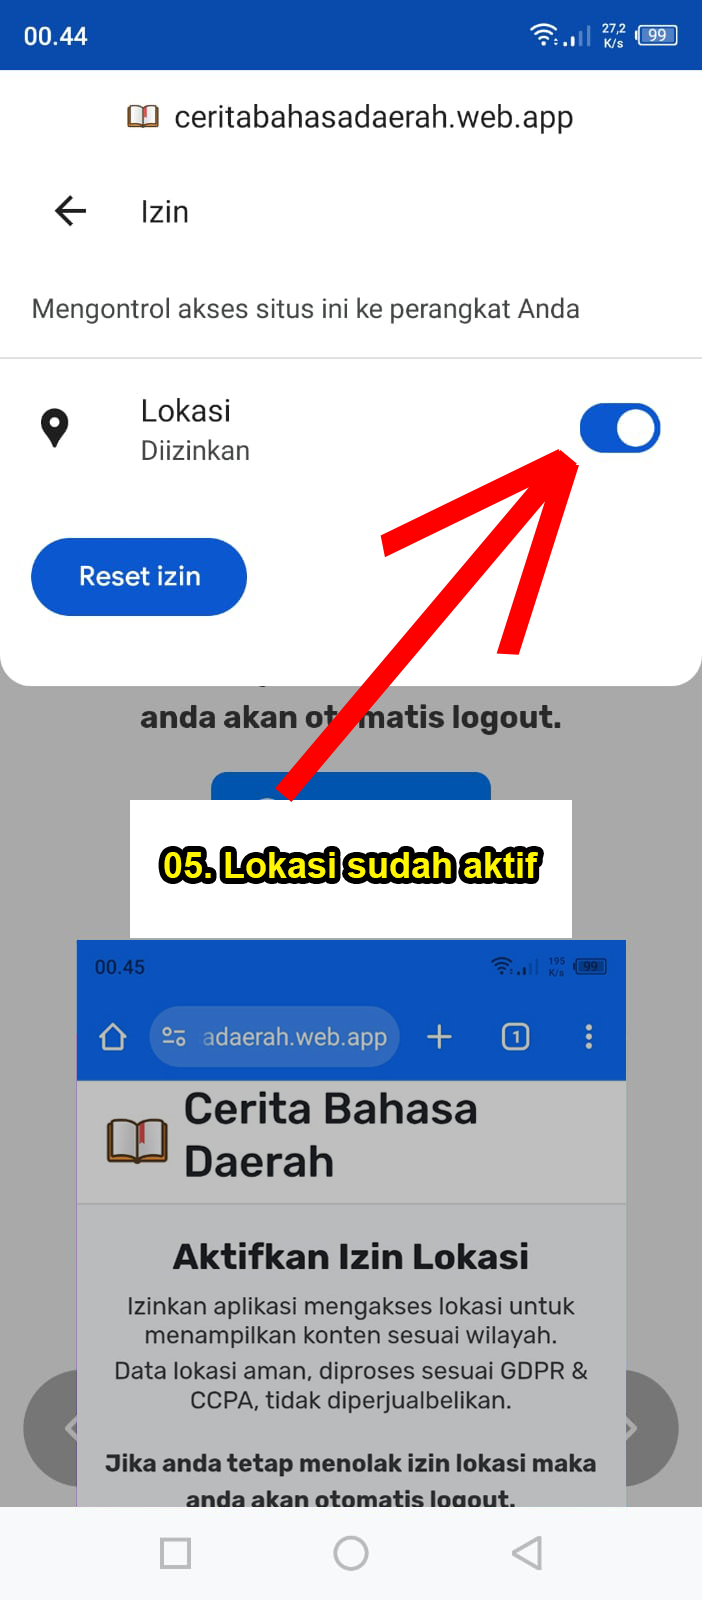 00.44
27,2
K/s
99
ceritabahasadaerah.web.app
Izin
Mengontrol akses situs ini ke perangkat Anda
Lokasi
Diizinkan
Reset izin
anda akan otomatis logout.
05. Lokasi sudah aktif
00.45
195
K/s
99
adaerah.web.app
1
Cerita Bahasa
Daerah
Aktifkan Izin Lokasi
Izinkan aplikasi mengakses lokasi untuk
menampilkan konten sesuai wilayah.
Data lokasi aman, diproses sesuai GDPR &
CCPA, tidak diperjualbelikan.
Jika anda tetap menolak izin lokasi maka
anda akan otomatis logout.